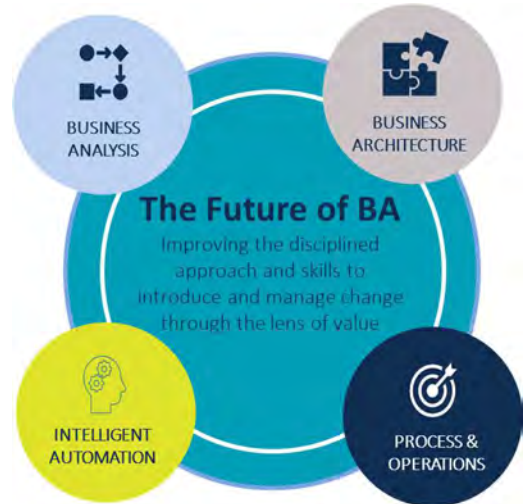 BUSINESS
ANALYSIS
BUSINESS
ARCHITECTURE
The Future of BA
Improving the disciplined
approach and skills to
introduce and manage change
through the lens of value
INTELLIGENT
AUTOMATION
PROCESS &
OPERATIONS